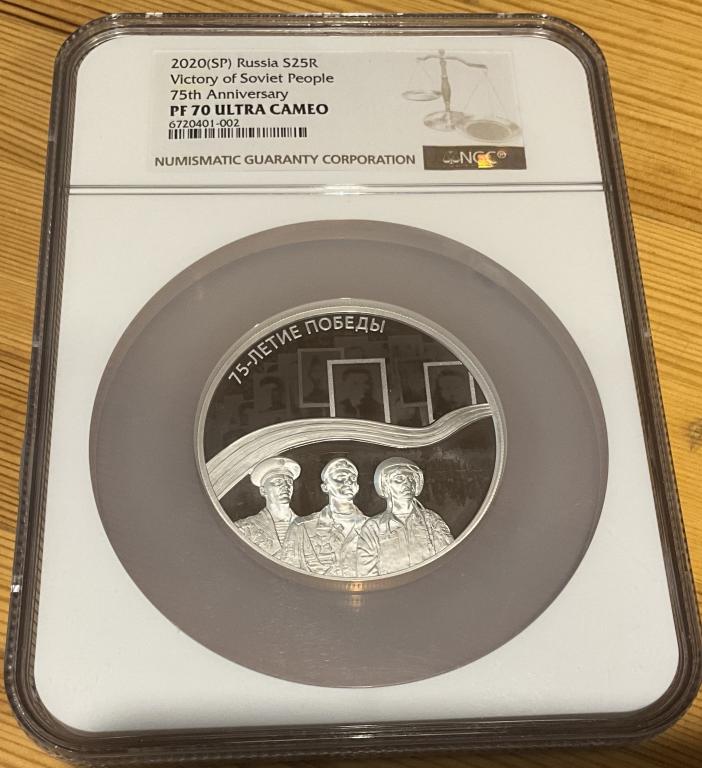 2020(SP) Russia S25R
Victory of Soviet People
75th Anniversary
PF 70 ULTRA CAMEO
6720401-002
NUMISMATIC GUARANTY CORPORATION
NGC®
75-ЛЕТИЕ ПОБЕДЫ